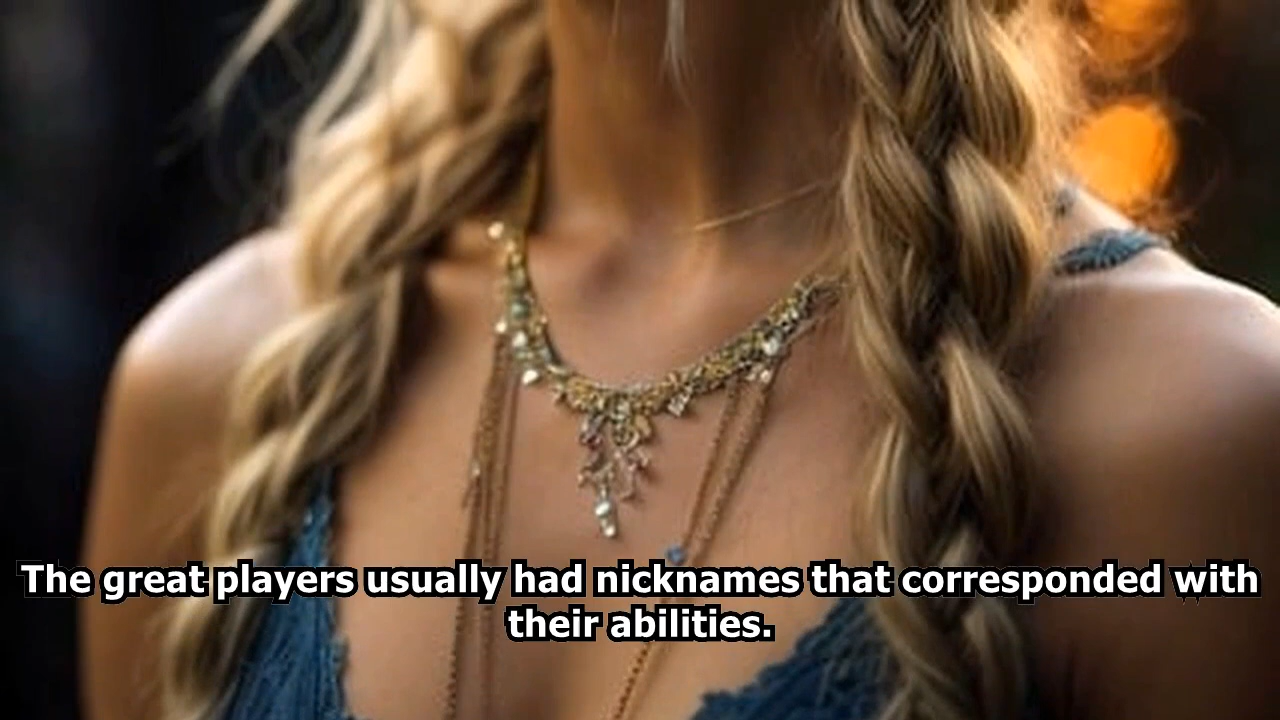 The great players usually had nicknames that corresponded with
their abilities.